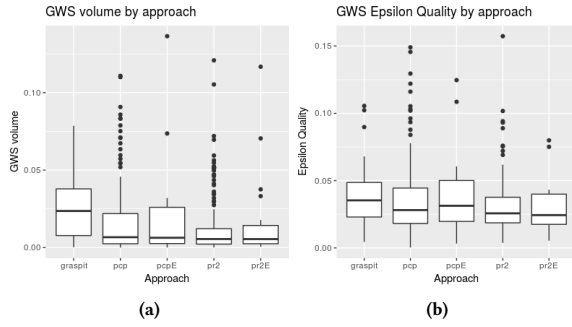 GWS volume by approach
GWS volume
0.10
0.05
0.00
graspit
pcp
pcpE
pr2
pr2E
Approach
(a)
GWS Epsilon Quality by approach
Epsilon Quality
0.15
0.10
0.05
0.00
graspit
pcp
pcpE
pr2
pr2E
Approach
(b)